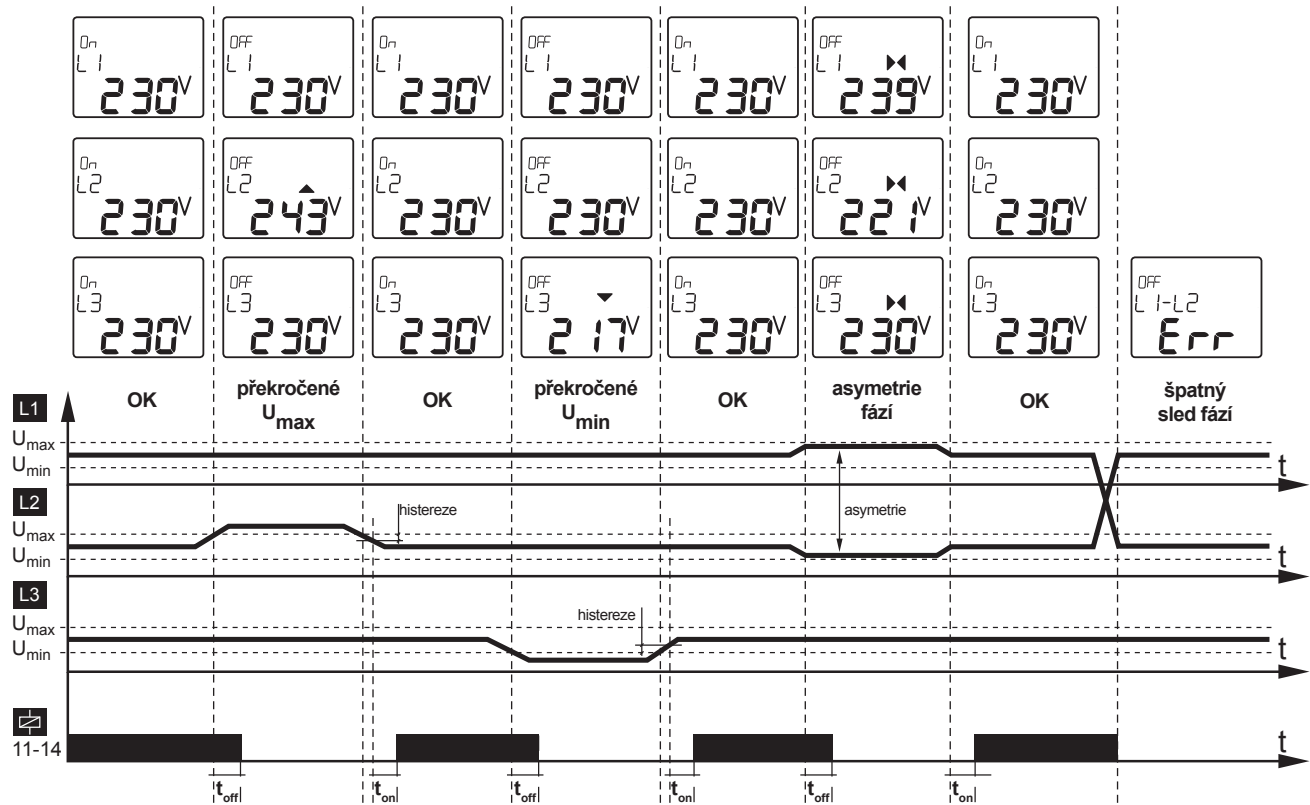 On On OFF On OFF On OFF On
L1 L1 L1 L1 L1 L1 L1
230V 230V 230V 230V 230V 239V 230V
On OFF On OFF On OFF On
L2 L2 L2 L2 L2 L2 L2
230V 243V 230V 230V 230V 221V 230V
On OFF On OFF On OFF On OFF
L3 L3 L3 L3 L3 L3 L3 L1-L2
230V 230V 230V 217V 230V 230V 230V Err
OK překročené OK překročené OK asymetrie OK špatný
Umax Umin fází sled fází
L1
Umax
Umin
t
L2
histereze
asymetrie
Umax
Umin
t
L3
histereze
Umax
Umin
t
11-14
t
toff ton toff ton toff ton